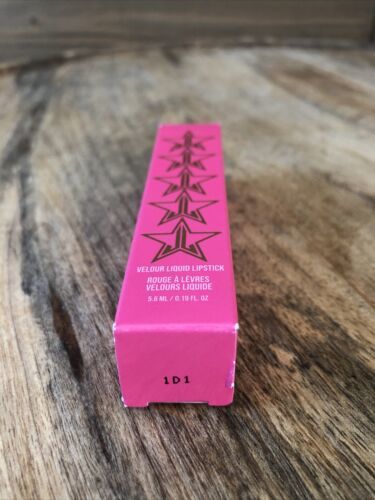 VELOUR LIQUID LIPSTICK
ROUGE À LÈVRES
VELOURS LIQUIDE
5.6 ML / 0.19 FL. OZ
1D1